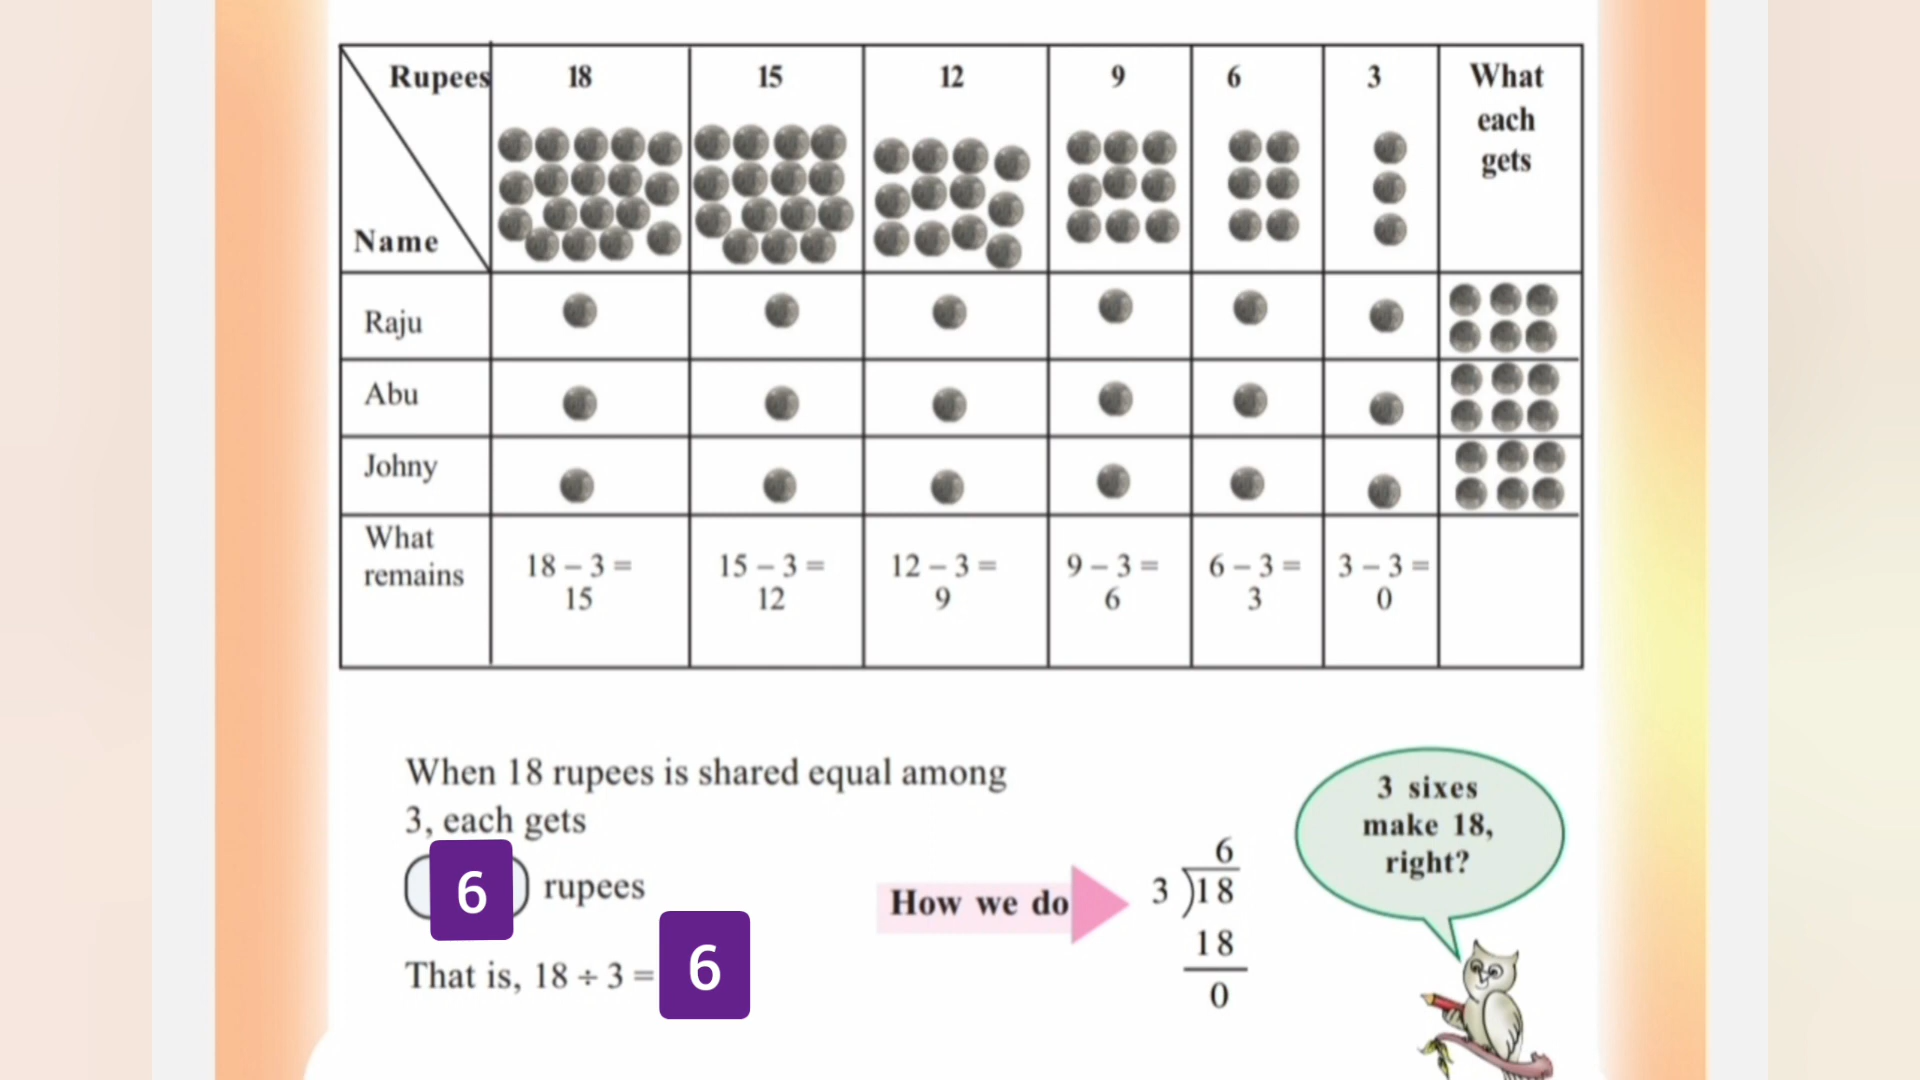 Rupees 18 15 12 9 6 3 What each gets
Name
Raju
Abu
Johny
What remains 18 – 3 = 15 15 – 3 = 12 12 – 3 = 9 9 – 3 = 6 6 – 3 = 3 3 – 3 = 0
When 18 rupees is shared equal among
3, each gets
6 rupees
That is, 18 ÷ 3 = 6
How we do
6
3 ) 18
18
0
3 sixes
make 18,
right?